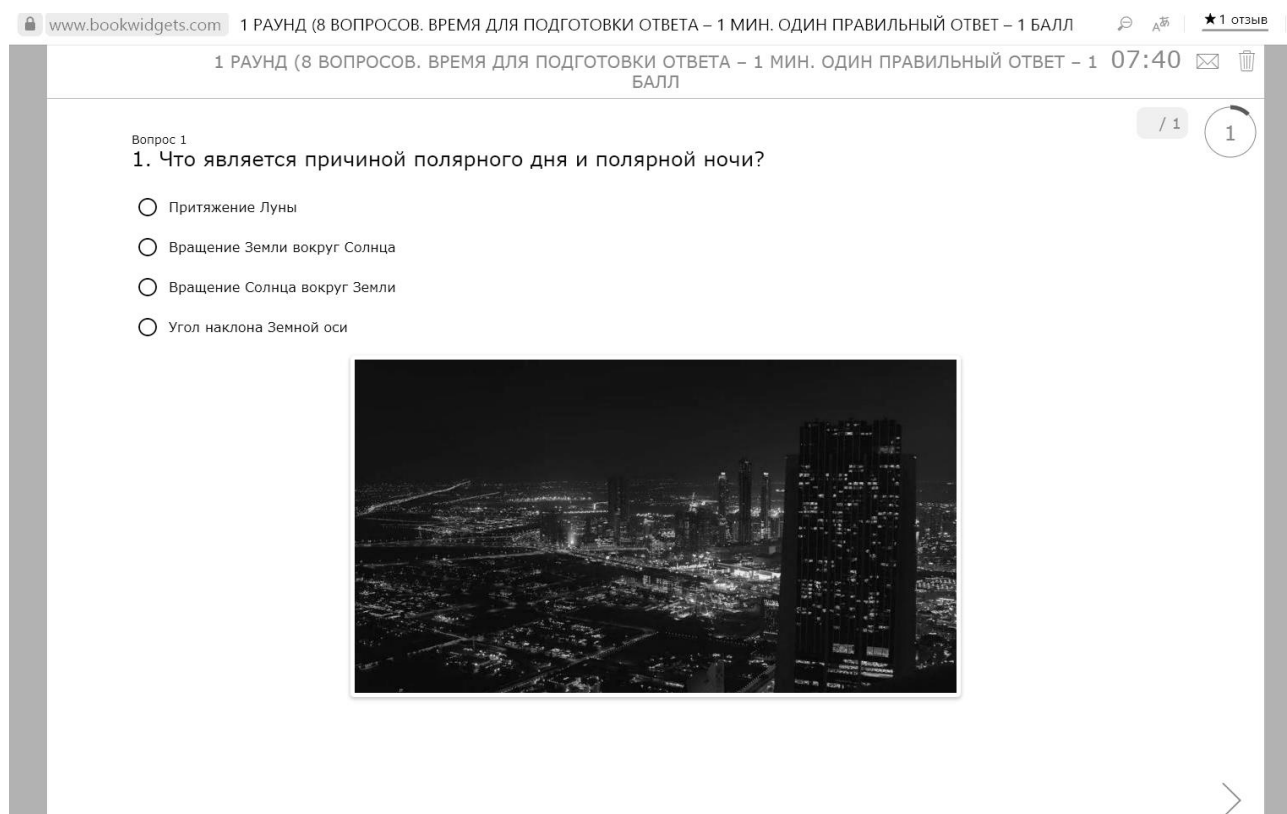 www.bookwidgets.com 1 РАУНД (8 ВОПРОСОВ. ВРЕМЯ ДЛЯ ПОДГОТОВКИ ОТВЕТА – 1 МИН. ОДИН ПРАВИЛЬНЫЙ ОТВЕТ – 1 БАЛЛ ★1 отзыв
1 РАУНД (8 ВОПРОСОВ. ВРЕМЯ ДЛЯ ПОДГОТОВКИ ОТВЕТА – 1 МИН. ОДИН ПРАВИЛЬНЫЙ ОТВЕТ – 1 07:40
БАЛЛ
/ 1 1
Вопрос 1
1. Что является причиной полярного дня и полярной ночи?
Притяжение Луны
Вращение Земли вокруг Солнца
Вращение Солнца вокруг Земли
Угол наклона Земной оси